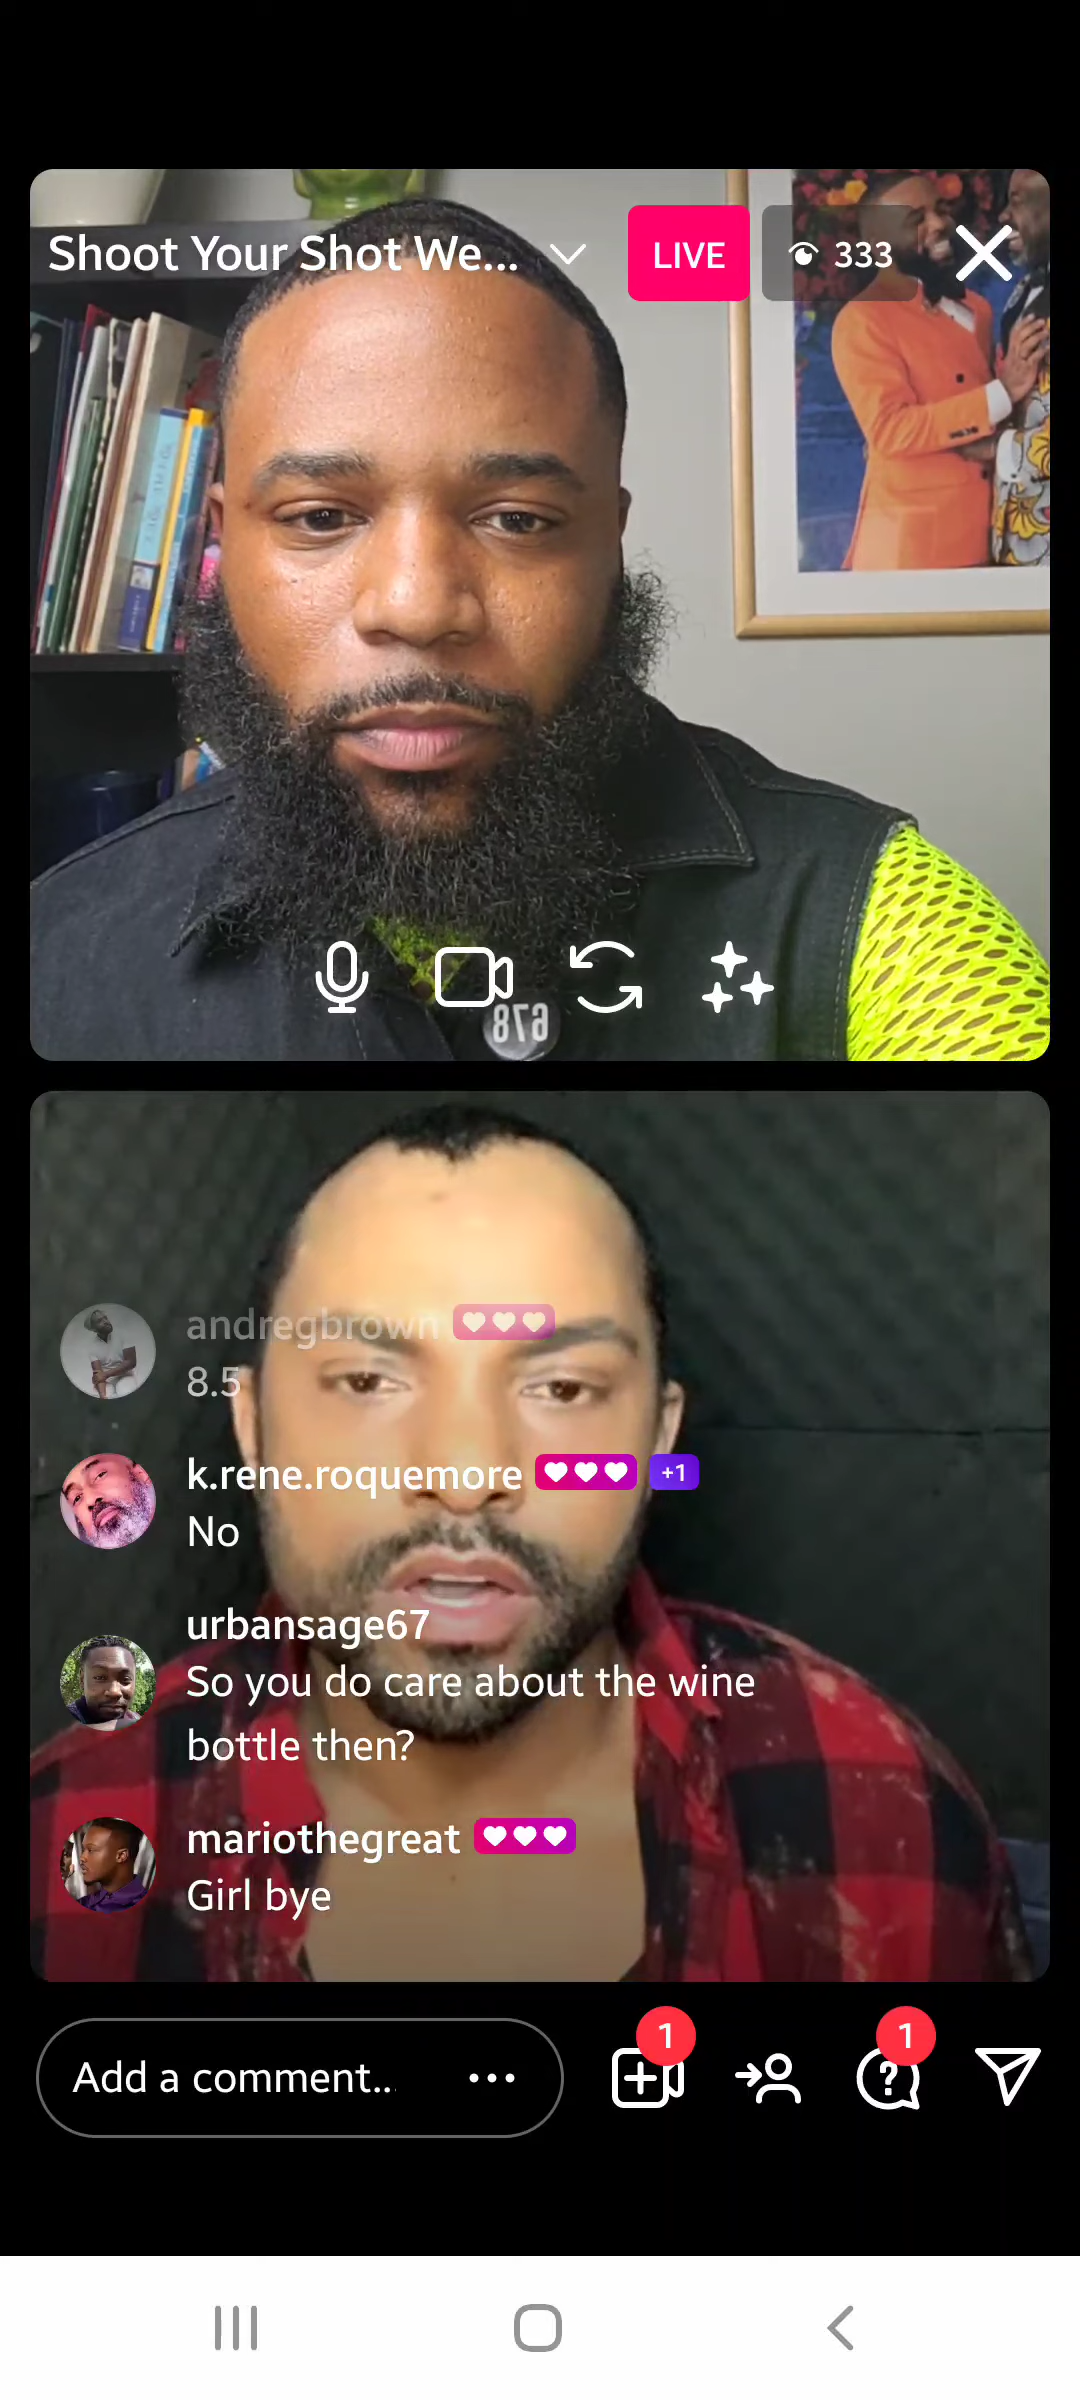 Shoot Your Shot We...
LIVE
333
678
andregbrown
8.5
k.rene.roquemore
+1
No
urbansage67
So you do care about the wine
bottle then?
mariothegreat
Girl bye
Add a comment...
1
1